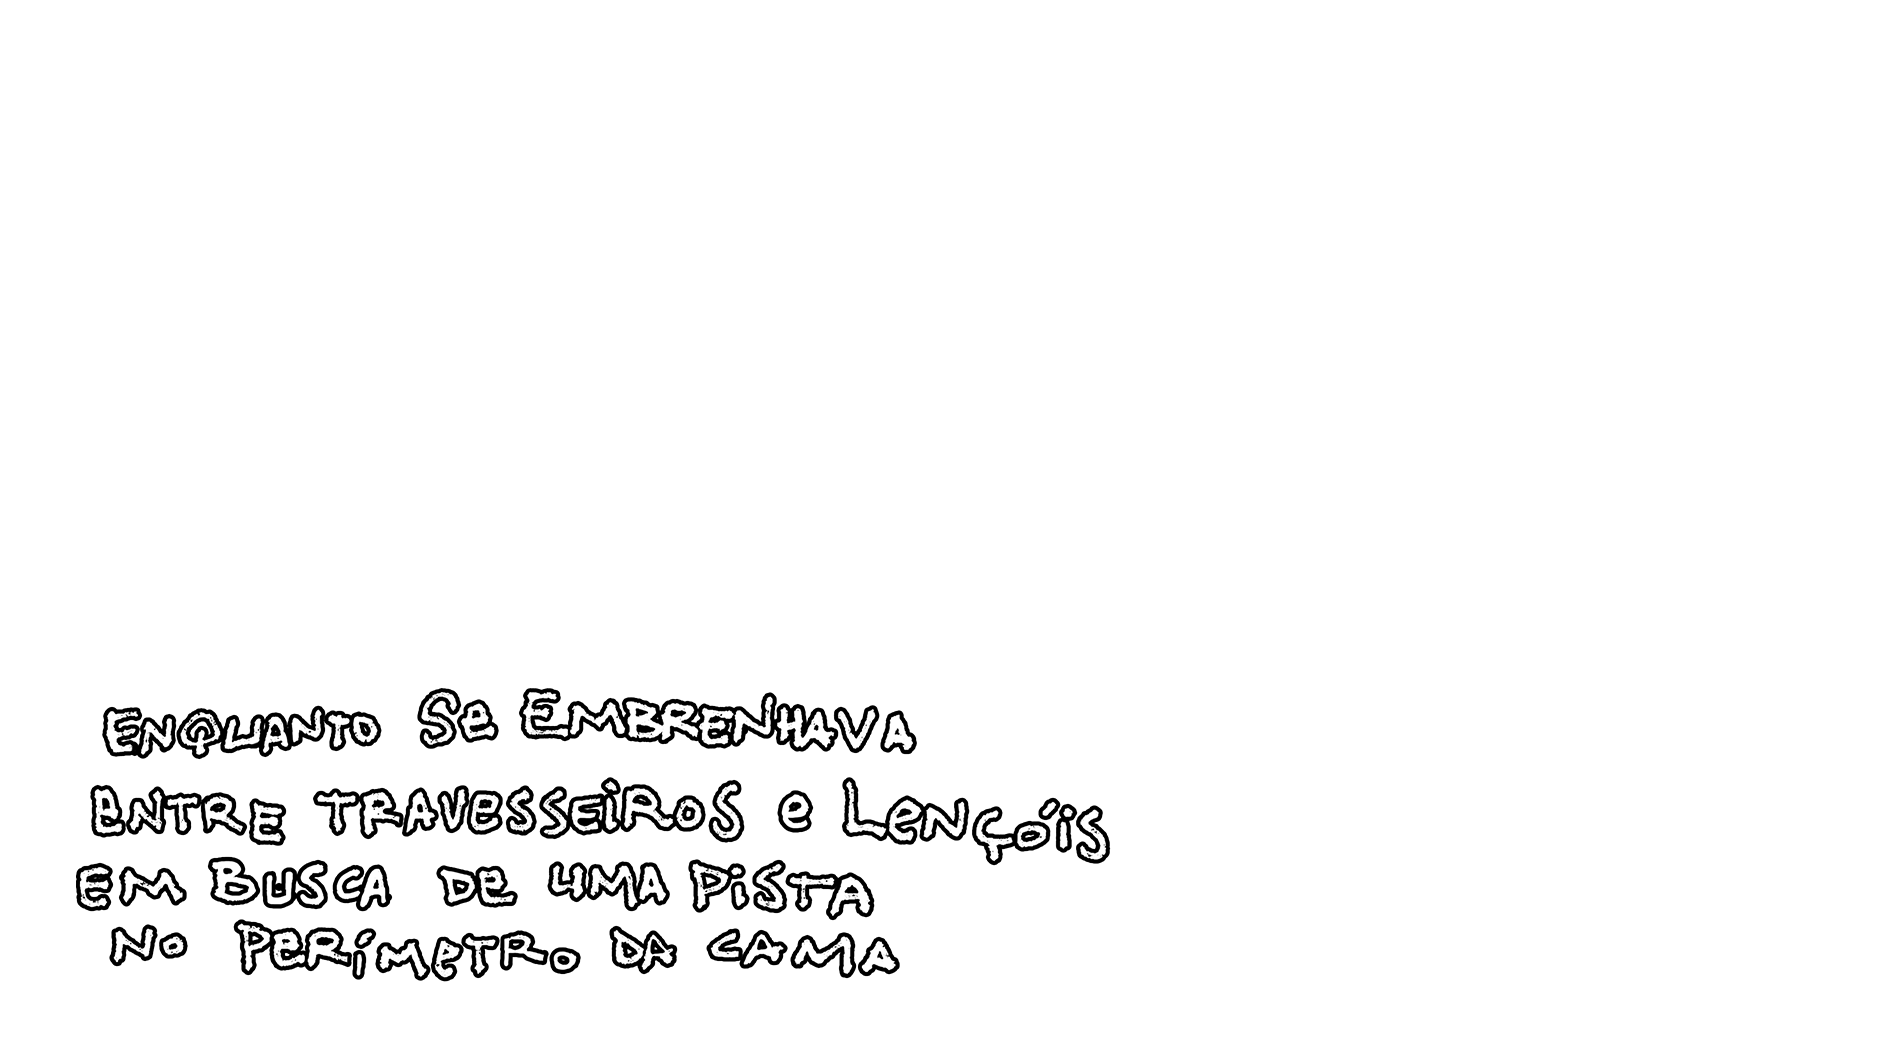 ENQUANTO Se EMBRENHAVA
eNTRE TRAVeSSEiROS e LeNÇÓiS
EM BUSCA De UMA PiSTA
No PeRÍMeTRo DA CAMA